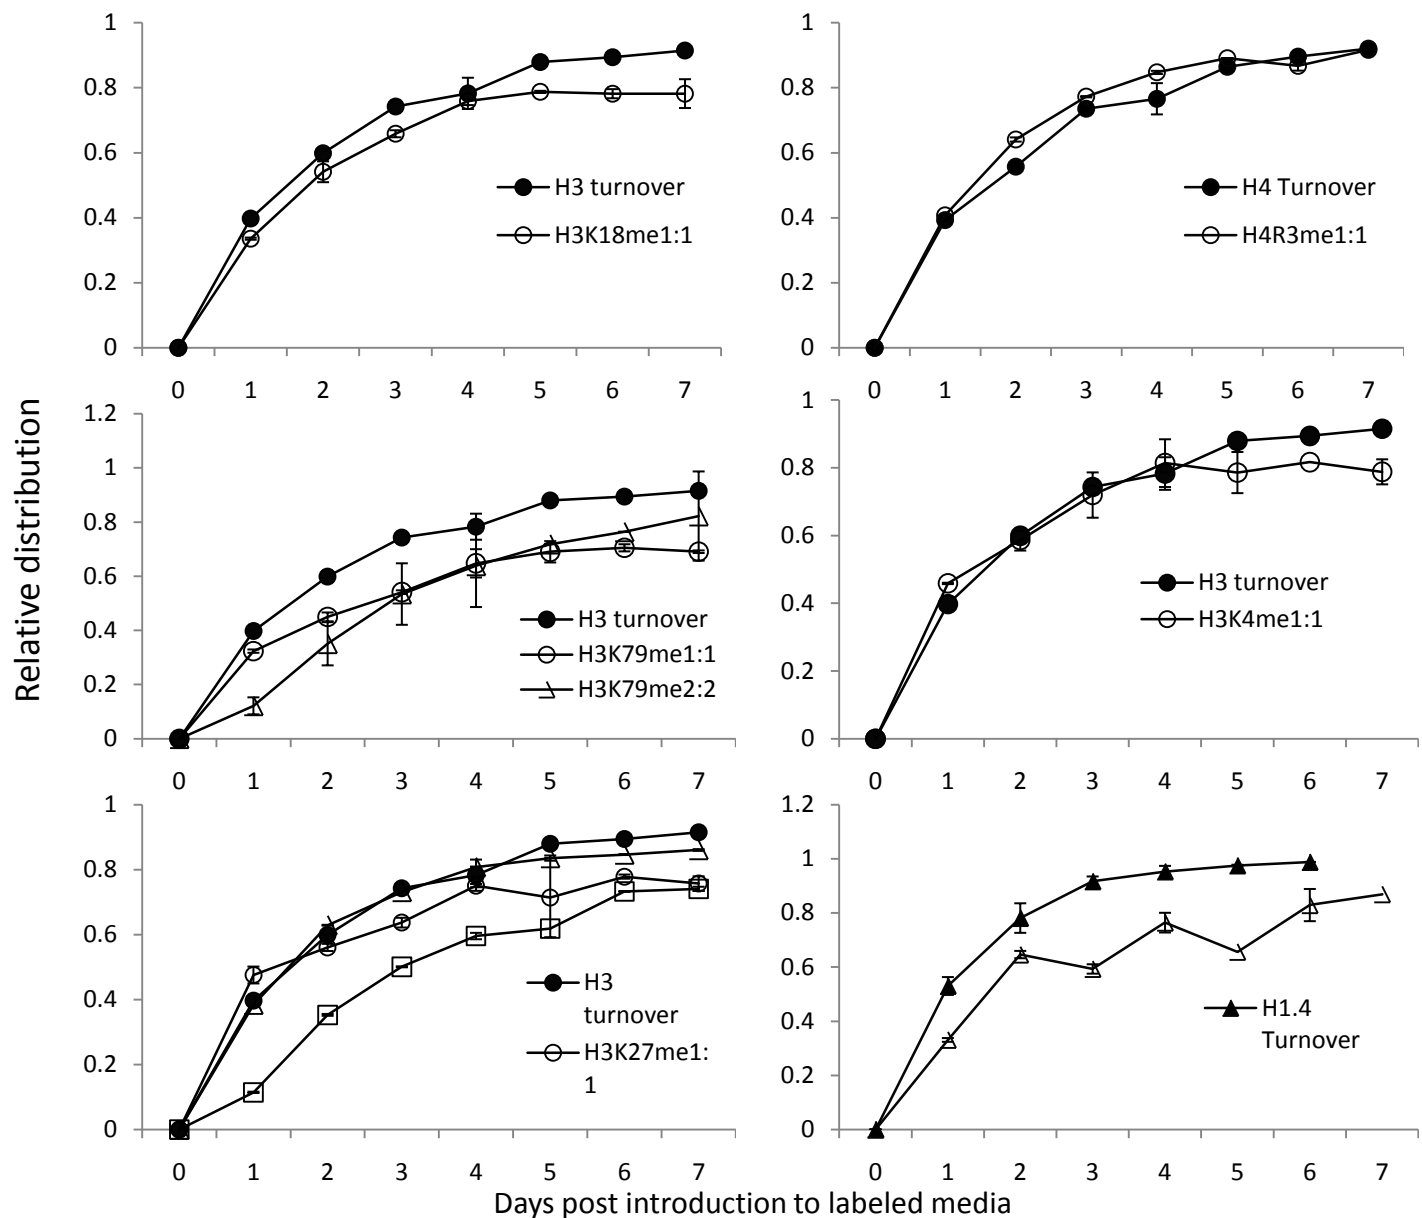 1
0.8
0.6
0.4
0.2
0
0 1 2 3 4 5 6 7
H3 turnover
H3K18me1:1
1
0.8
0.6
0.4
0.2
0
0 1 2 3 4 5 6 7
H4 Turnover
H4R3me1:1
Relative distribution
1.2
1
0.8
0.6
0.4
0.2
0
0 1 2 3 4 5 6 7
H3 turnover
H3K79me1:1
H3K79me2:2
1
0.8
0.6
0.4
0.2
0
0 1 2 3 4 5 6 7
H3 turnover
H3K4me1:1
1
0.8
0.6
0.4
0.2
0
0 1 2 3 4 5 6 7
H3
turnover
H3K27me1:
1
1.2
1
0.8
0.6
0.4
0.2
0
0 1 2 3 4 5 6 7
H1.4
Turnover
Days post introduction to labeled media